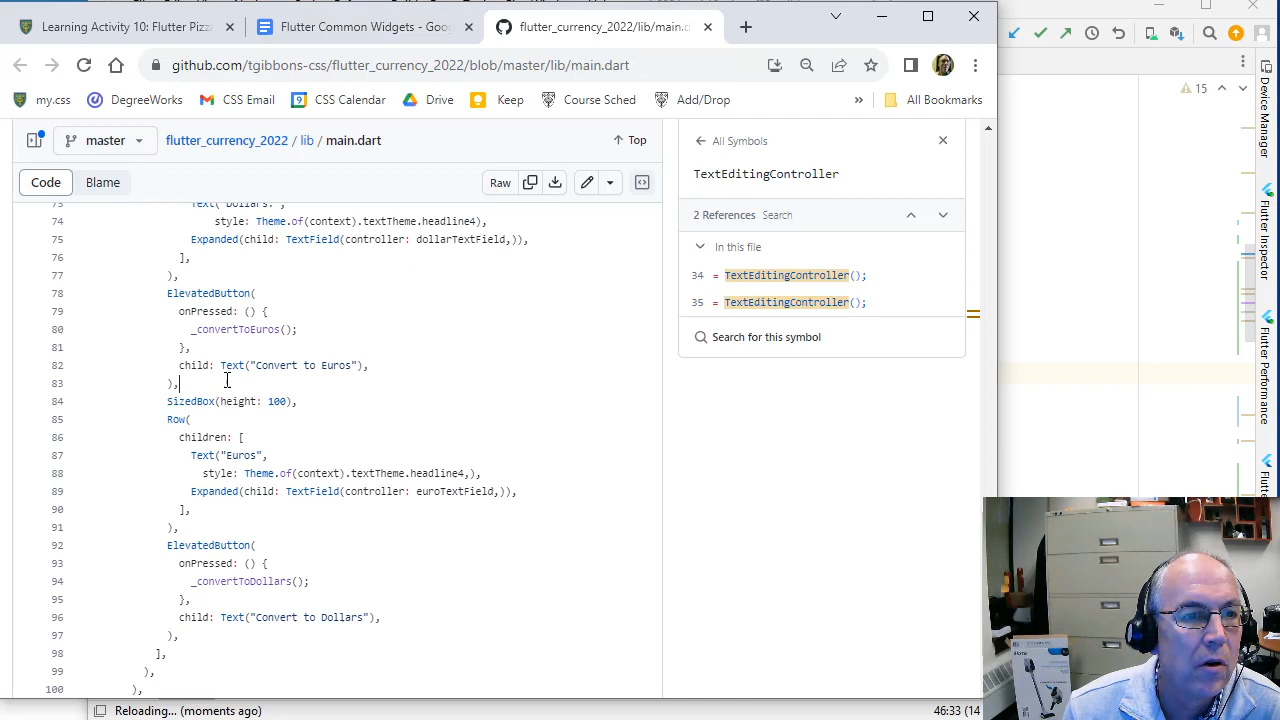 Learning Activity 10: Flutter Pizz
Flutter Common Widgets - Goog
flutter_currency_2022/lib/main.d
github.com/tgibbons-css/flutter_currency_2022/blob/master/lib/main.dart
my.css
DegreeWorks
CSS Email
CSS Calendar
Drive
Keep
Course Sched
Add/Drop
»
All Bookmarks
master
flutter_currency_2022 / lib / main.dart
Top
Code
Blame
Raw
73 Text("Dollars:",
74 style: Theme.of(context).textTheme.headline4),
75 Expanded(child: TextField(controller: dollarTextField,)),
76 ],
77 ),
78 ElevatedButton(
79 onPressed: () {
80 _convertToEuros();
81 },
82 child: Text("Convert to Euros"),
83 ),
84 SizedBox(height: 100),
85 Row(
86 children: [
87 Text("Euros",
88 style: Theme.of(context).textTheme.headline4,),
89 Expanded(child: TextField(controller: euroTextField,)),
90 ],
91 ),
92 ElevatedButton(
93 onPressed: () {
94 _convertToDollars();
95 },
96 child: Text("Convert to Dollars"),
97 ),
98 ],
99 ),
100 ),
All Symbols
TextEditingController
2 References Search
In this file
34 = TextEditingController();
35 = TextEditingController();
Search for this symbol
15
Device Manager
Flutter Inspector
Flutter Performance
Flutte
Reloading... (moments ago)
46:33 (14